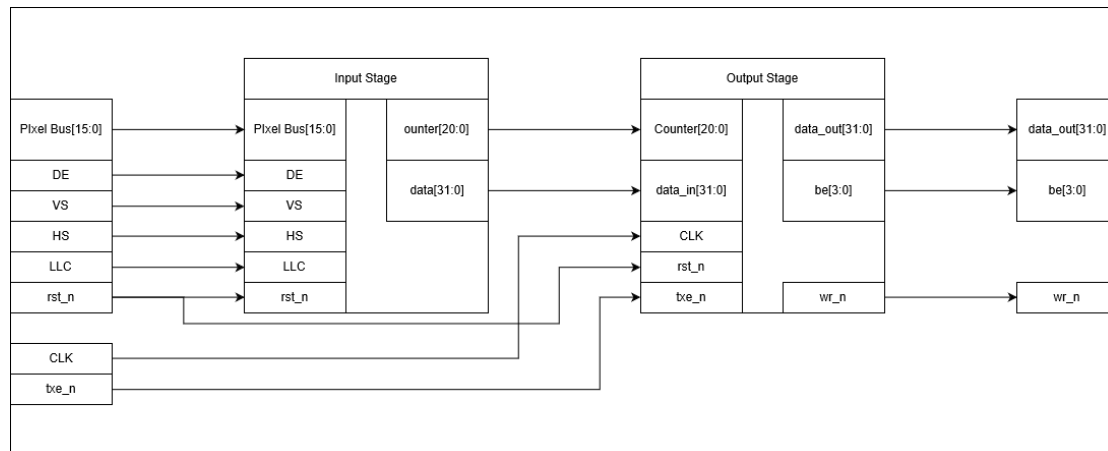 Input Stage
Output Stage
PIxel Bus[15:0]
PIxel Bus[15:0]
ounter[20:0]
Counter[20:0]
data_out[31:0]
data_out[31:0]
DE
DE
data[31:0]
data_in[31:0]
be[3:0]
be[3:0]
VS
VS
HS
HS
CLK
LLC
LLC
rst_n
rst_n
rst_n
txe_n
wr_n
wr_n
CLK
txe_n